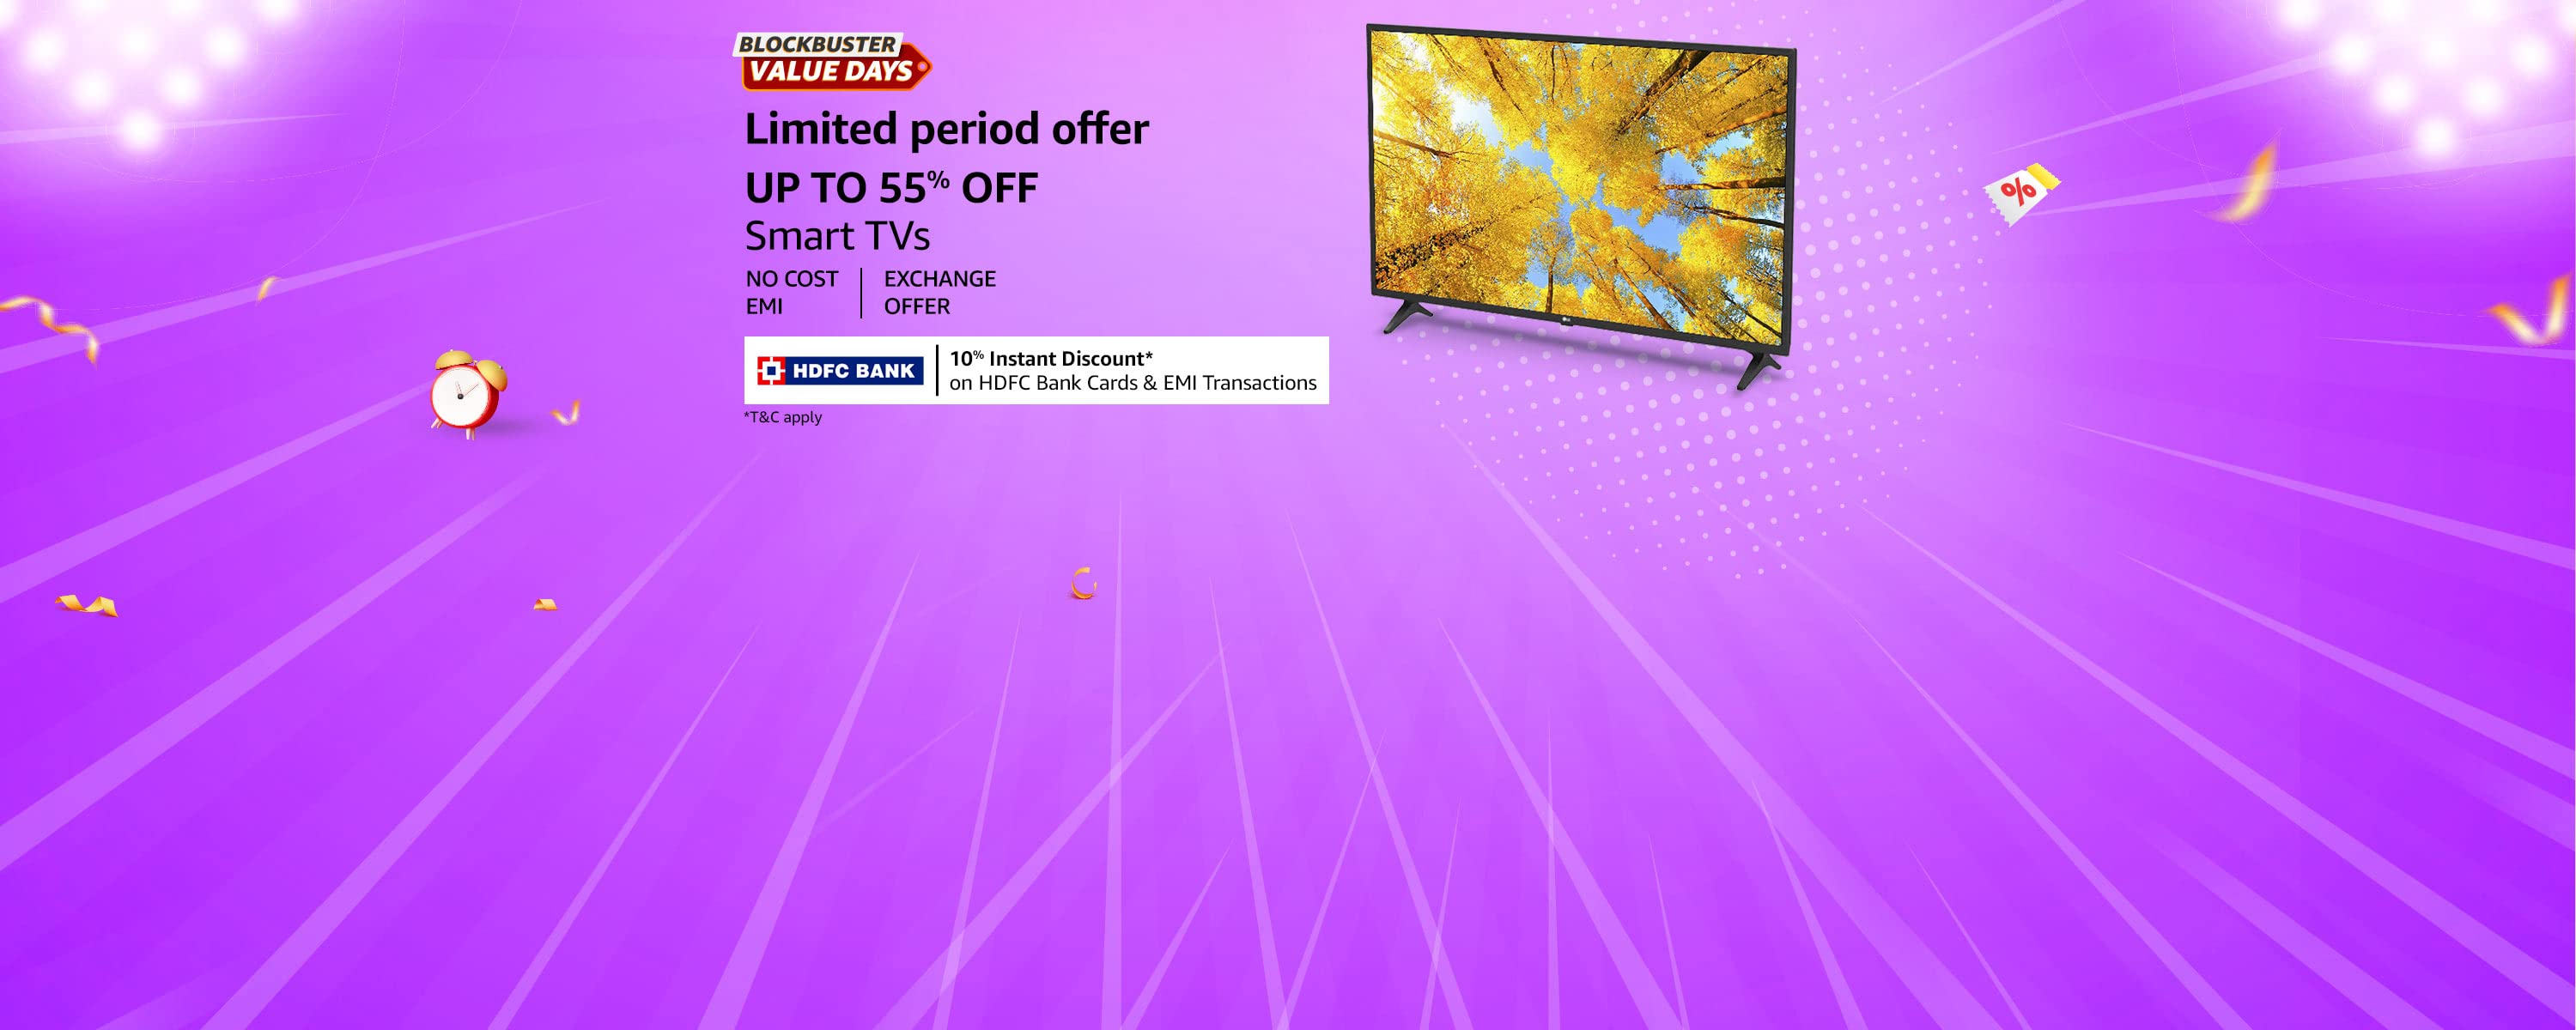 BLOCKBUSTER
VALUE DAYS
Limited period offer
UP TO 55% OFF
Smart TVs
NO COST
EMI
EXCHANGE
OFFER
HDFC BANK
10% Instant Discount*
on HDFC Bank Cards & EMI Transactions
*T&C apply
%